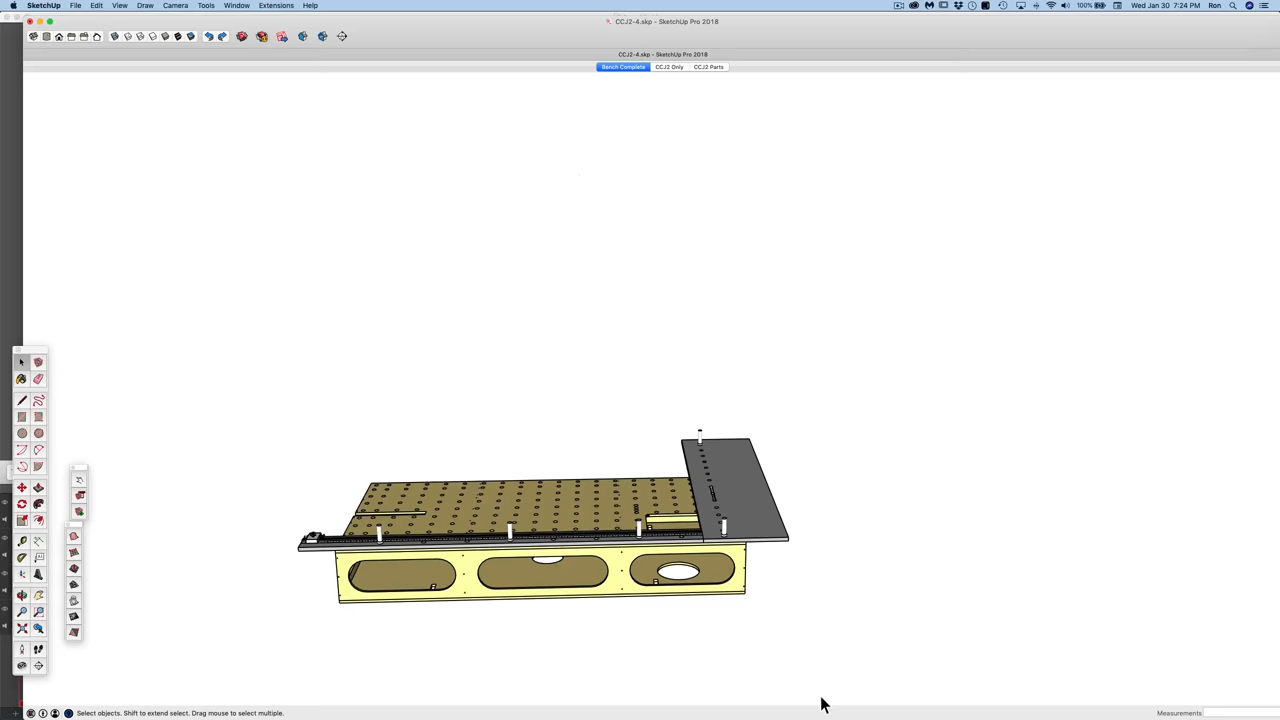 SketchUp File Edit View Draw Camera Tools Window Extensions Help 100% Wed Jan 30 7:24 PM Ron
CCJ2-4.skp - SketchUp Pro 2018
CCJ2-4.skp - SketchUp Pro 2018
Bench Complete CCJ2 Only CCJ2 Parts
Select objects. Shift to extend select. Drag mouse to select multiple. Measurements